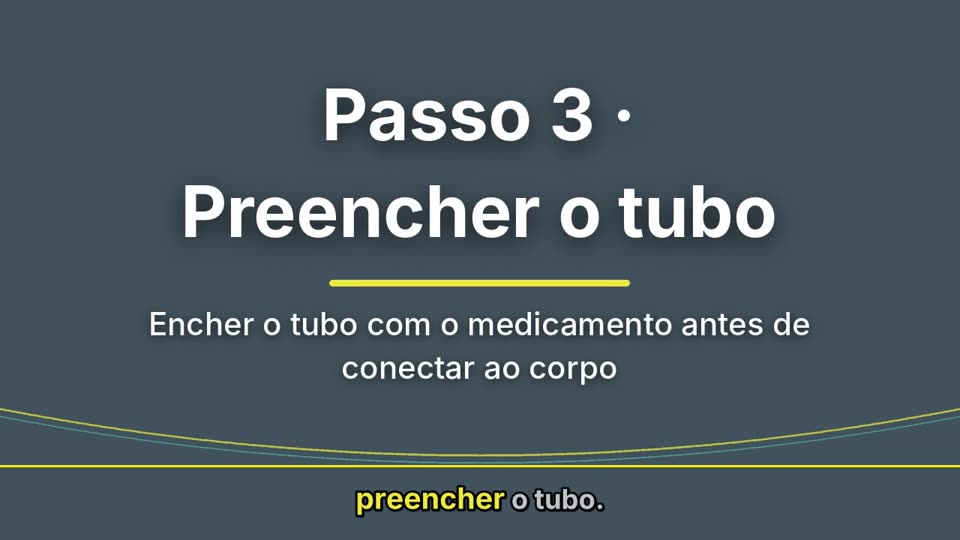 Passo 3 ·
Preencher o tubo
Encher o tubo com o medicamento antes de
conectar ao corpo
preencher o tubo.